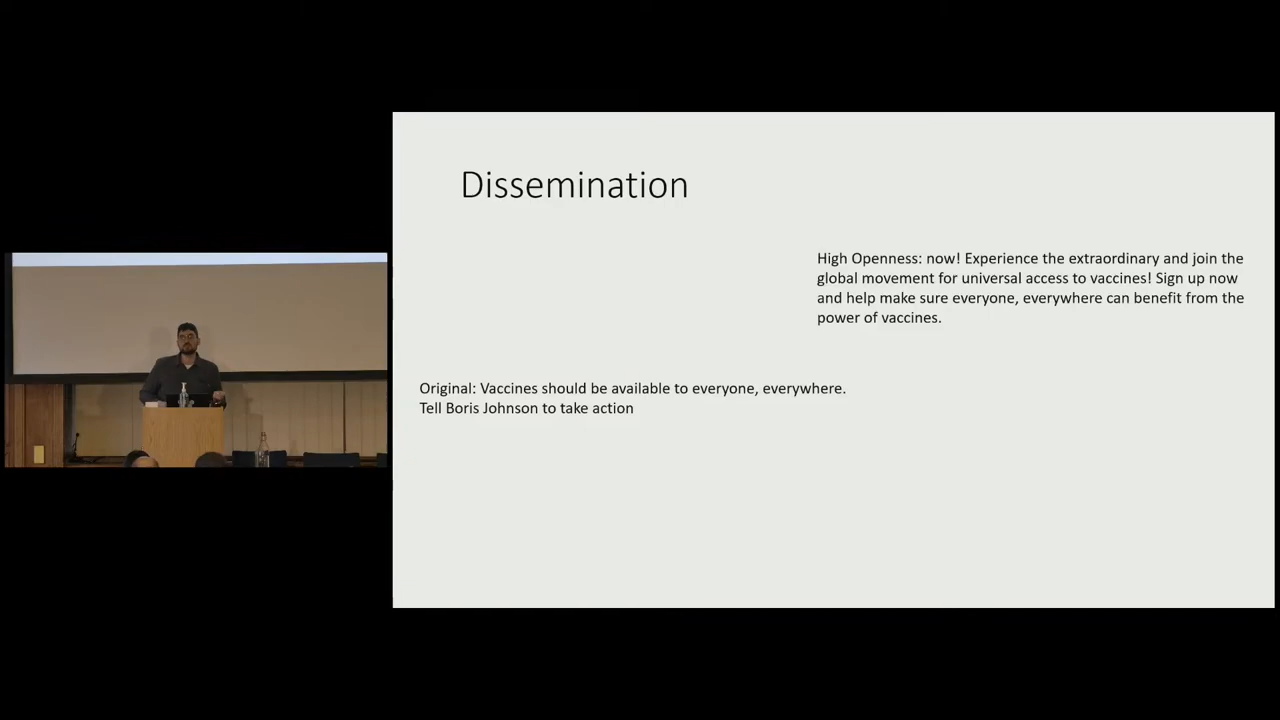 Dissemination
High Openness: now! Experience the extraordinary and join the
global movement for universal access to vaccines! Sign up now
and help make sure everyone, everywhere can benefit from the
power of vaccines.
Original: Vaccines should be available to everyone, everywhere.
Tell Boris Johnson to take action